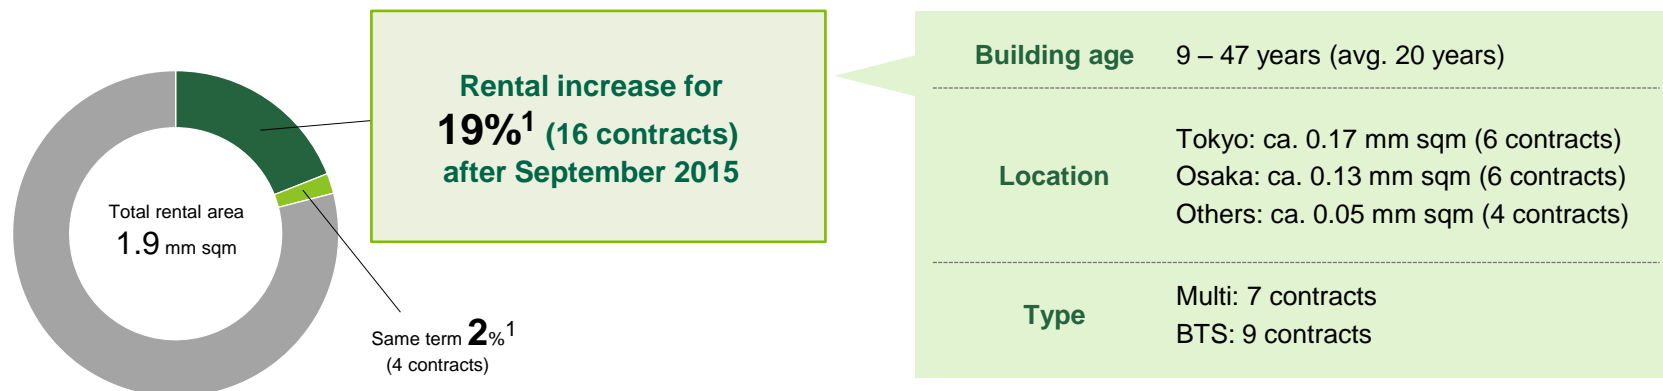 Total rental area
1.9 mm sqm
Rental increase for
19%1 (16 contracts)
after September 2015
Same term 2%1
(4 contracts)
Building age
9 – 47 years (avg. 20 years)
Location
Tokyo: ca. 0.17 mm sqm (6 contracts)
Osaka: ca. 0.13 mm sqm (6 contracts)
Others: ca. 0.05 mm sqm (4 contracts)
Type
Multi: 7 contracts
BTS: 9 contracts